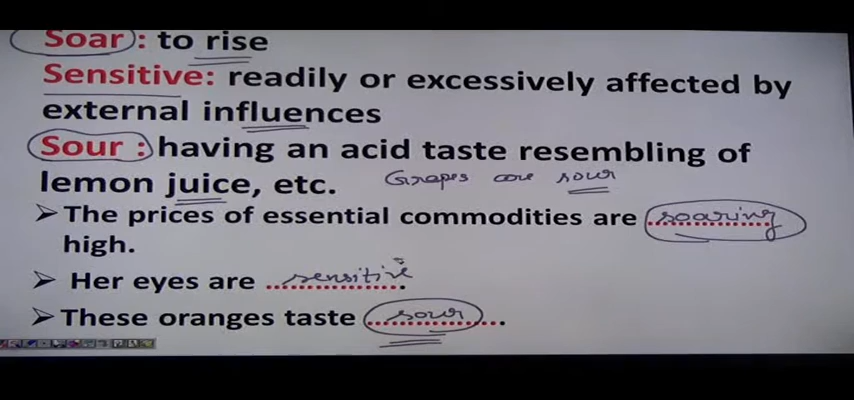 Soar : to rise
Sensitive: readily or excessively affected by
external influences
Sour : having an acid taste resembling of
lemon juice, etc. Grapes are sour
➢ The prices of essential commodities are soaring
high.
➢ Her eyes are sensitive.
➢ These oranges taste sour.